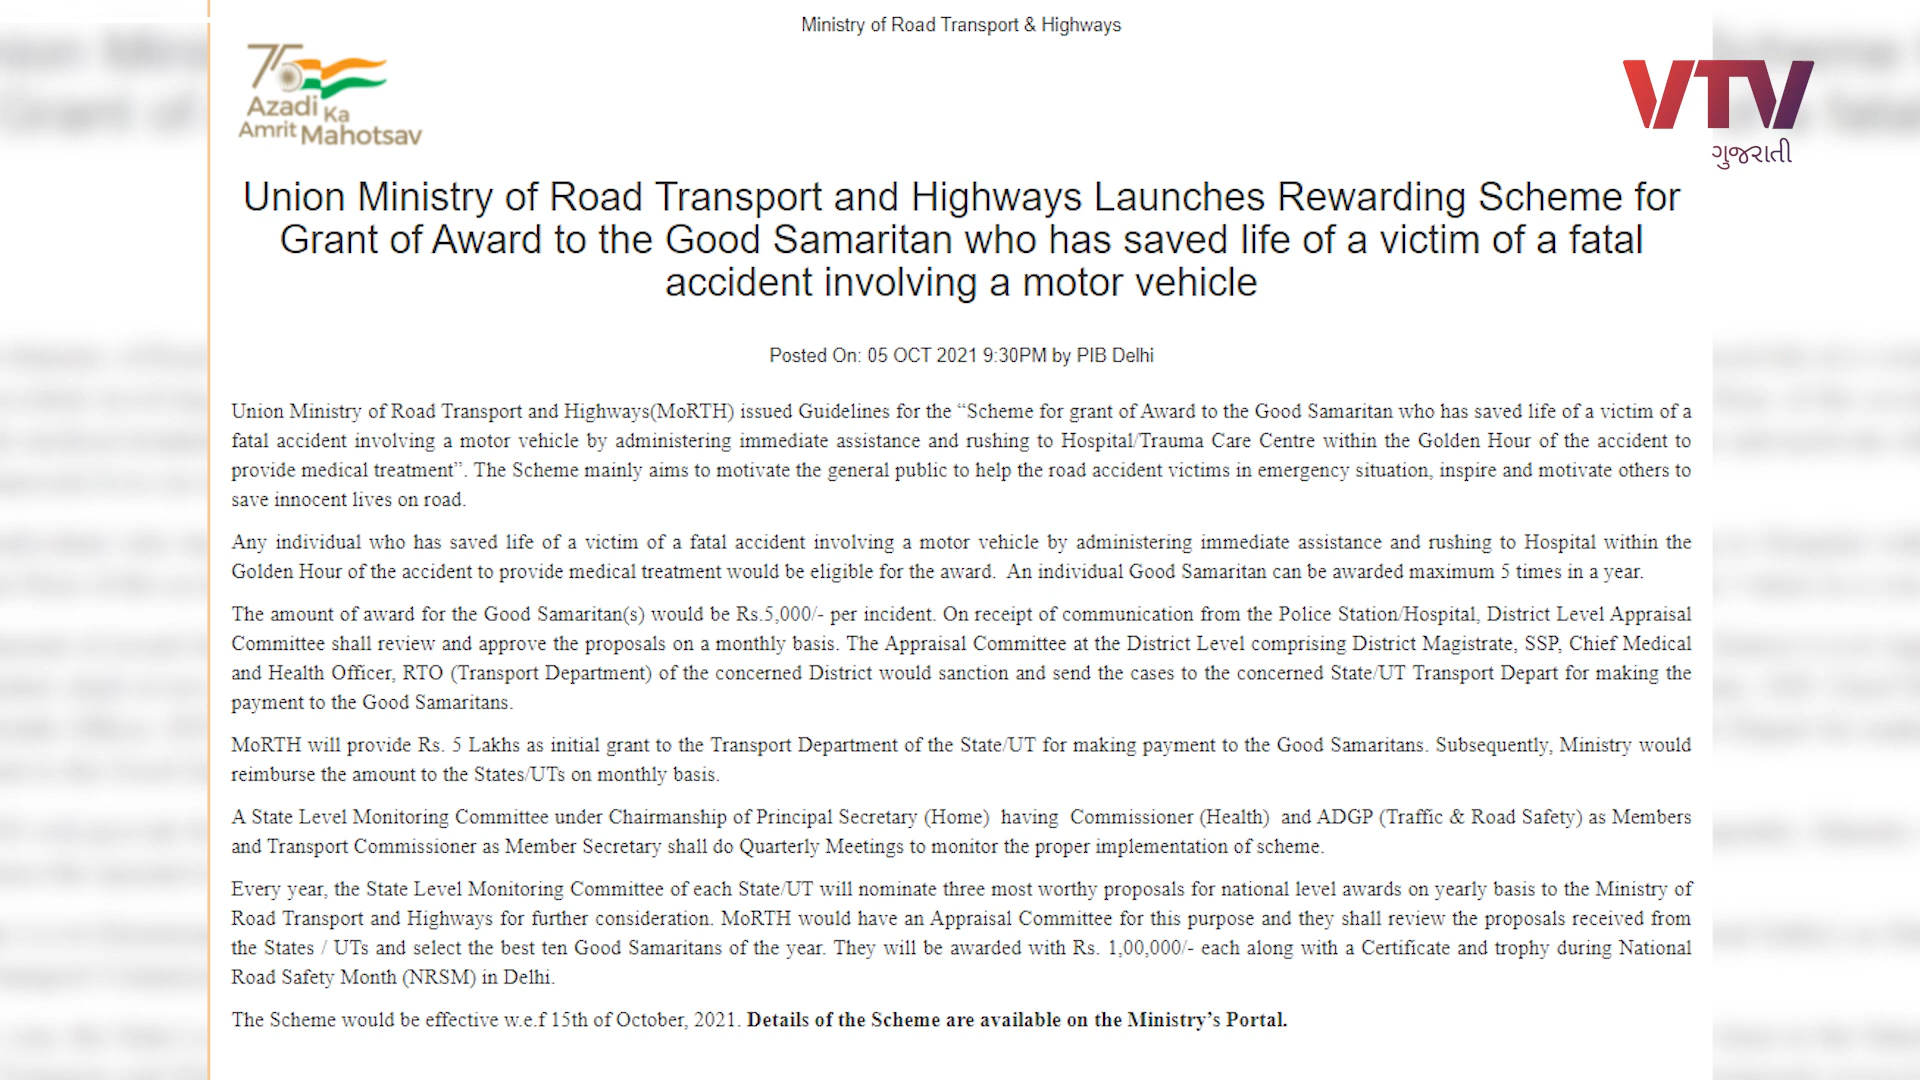 Ministry of Road Transport & Highways
75
Azadi Ka
Amrit Mahotsav
VTV
ગુજરાતી
Union Ministry of Road Transport and Highways Launches Rewarding Scheme for
Grant of Award to the Good Samaritan who has saved life of a victim of a fatal
accident involving a motor vehicle
Posted On: 05 OCT 2021 9:30PM by PIB Delhi
Union Ministry of Road Transport and Highways(MoRTH) issued Guidelines for the “Scheme for grant of Award to the Good Samaritan who has saved life of a victim of a
fatal accident involving a motor vehicle by administering immediate assistance and rushing to Hospital/Trauma Care Centre within the Golden Hour of the accident to
provide medical treatment”. The Scheme mainly aims to motivate the general public to help the road accident victims in emergency situation, inspire and motivate others to
save innocent lives on road.
Any individual who has saved life of a victim of a fatal accident involving a motor vehicle by administering immediate assistance and rushing to Hospital within the
Golden Hour of the accident to provide medical treatment would be eligible for the award. An individual Good Samaritan can be awarded maximum 5 times in a year.
The amount of award for the Good Samaritan(s) would be Rs.5,000/- per incident. On receipt of communication from the Police Station/Hospital, District Level Appraisal
Committee shall review and approve the proposals on a monthly basis. The Appraisal Committee at the District Level comprising District Magistrate, SSP, Chief Medical
and Health Officer, RTO (Transport Department) of the concerned District would sanction and send the cases to the concerned State/UT Transport Depart for making the
payment to the Good Samaritans.
MoRTH will provide Rs. 5 Lakhs as initial grant to the Transport Department of the State/UT for making payment to the Good Samaritans. Subsequently, Ministry would
reimburse the amount to the States/UTs on monthly basis.
A State Level Monitoring Committee under Chairmanship of Principal Secretary (Home) having Commissioner (Health) and ADGP (Traffic & Road Safety) as Members
and Transport Commissioner as Member Secretary shall do Quarterly Meetings to monitor the proper implementation of scheme.
Every year, the State Level Monitoring Committee of each State/UT will nominate three most worthy proposals for national level awards on yearly basis to the Ministry of
Road Transport and Highways for further consideration. MoRTH would have an Appraisal Committee for this purpose and they shall review the proposals received from
the States / UTs and select the best ten Good Samaritans of the year. They will be awarded with Rs. 1,00,000/- each along with a Certificate and trophy during National
Road Safety Month (NRSM) in Delhi.
The Scheme would be effective w.e.f 15th of October, 2021. Details of the Scheme are available on the Ministry’s Portal.